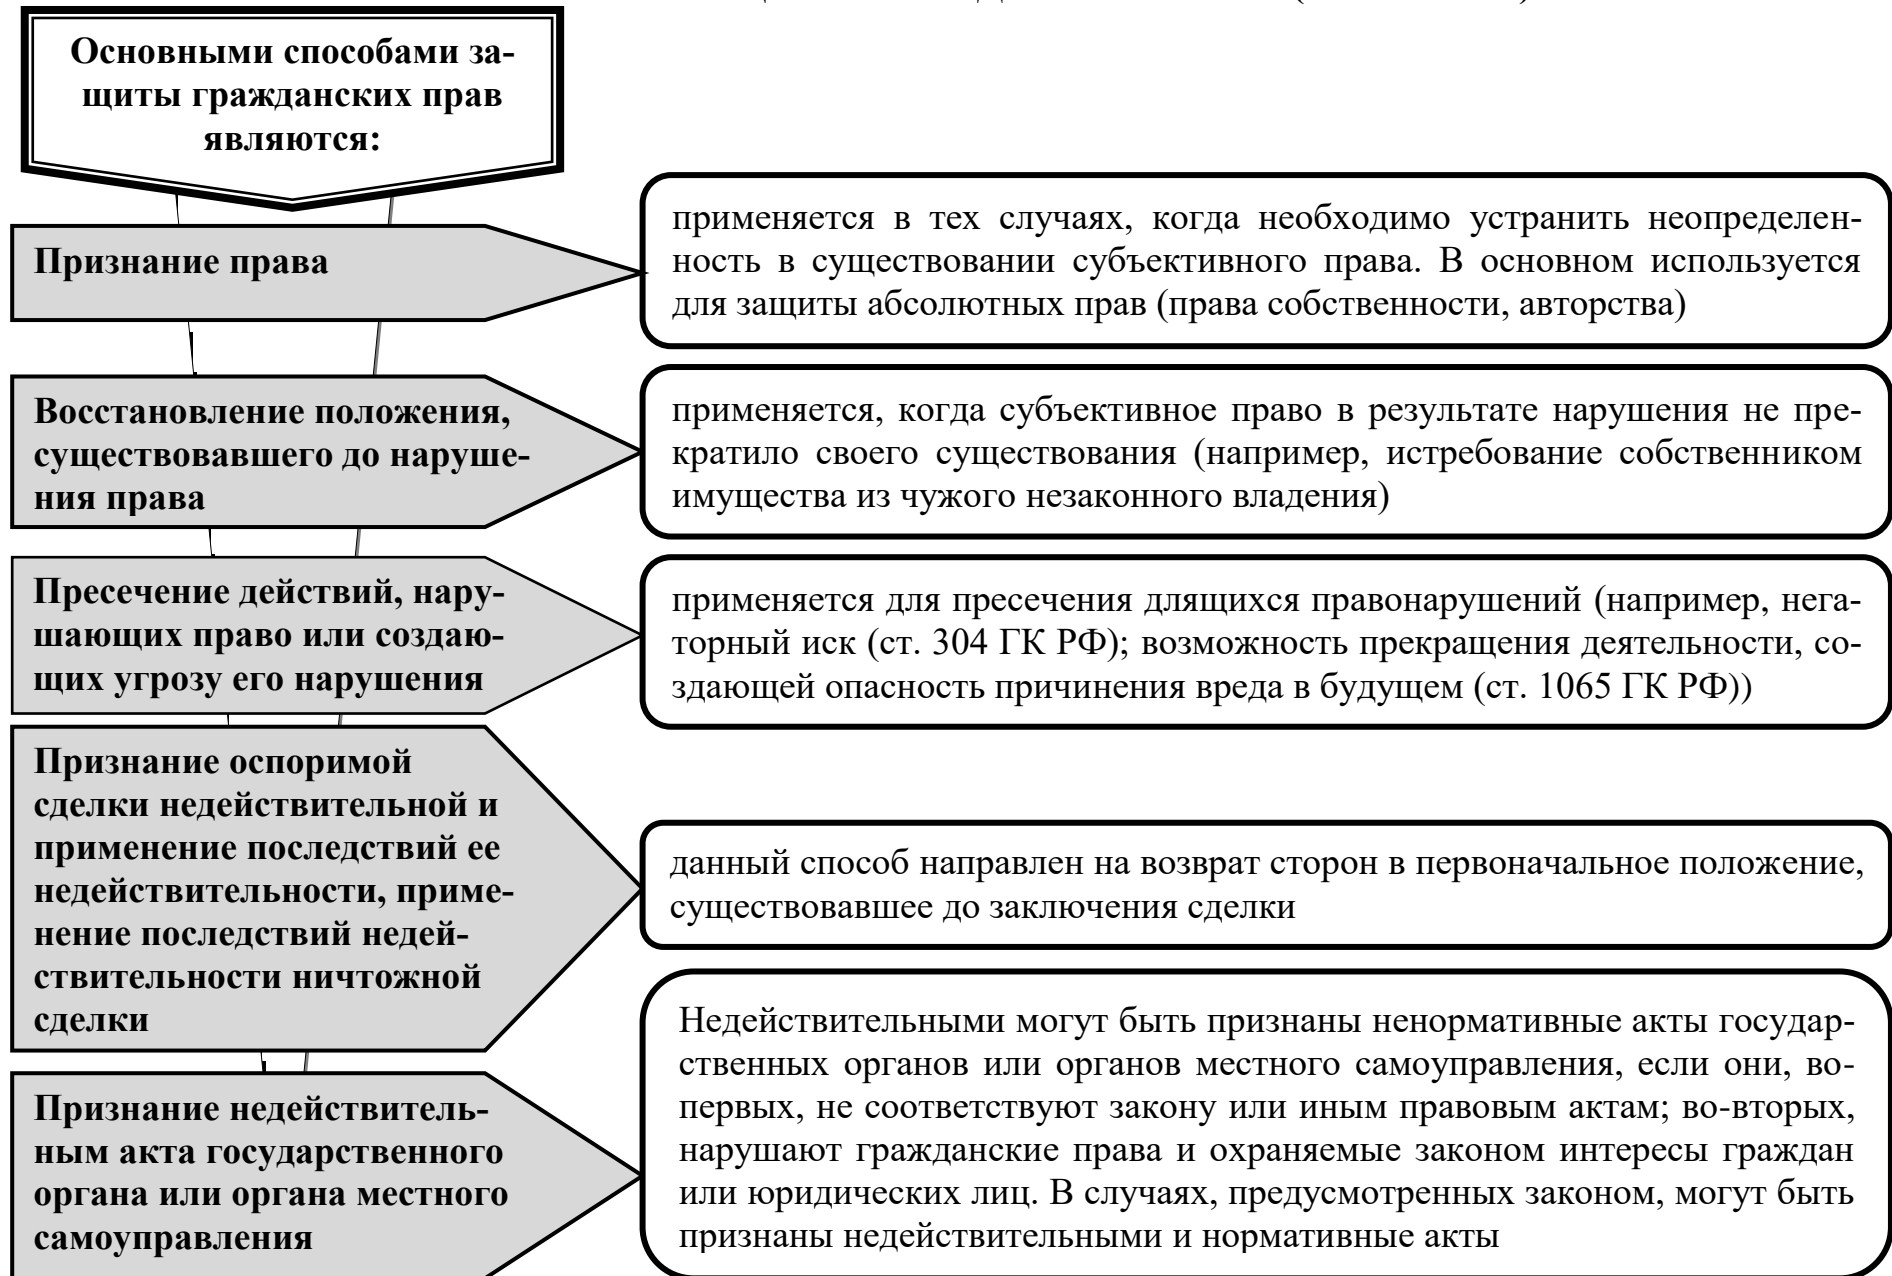 Основными способами за-
щиты гражданских прав
являются:
Признание права
применяется в тех случаях, когда необходимо устранить неопределен-
ность в существовании субъективного права. В основном используется
для защиты абсолютных прав (права собственности, авторства)
Восстановление положения,
существовавшего до наруше-
ния права
применяется, когда субъективное право в результате нарушения не пре-
кратило своего существования (например, истребование собственником
имущества из чужого незаконного владения)
Пресечение действий, нару-
шающих право или создаю-
щих угрозу его нарушения
применяется для пресечения длящихся правонарушений (например, нега-
торный иск (ст. 304 ГК РФ); возможность прекращения деятельности, со-
здающей опасность причинения вреда в будущем (ст. 1065 ГК РФ))
Признание оспоримой
сделки недействительной и
применение последствий ее
недействительности, приме-
нение последствий недей-
ствительности ничтожной
сделки
данный способ направлен на возврат сторон в первоначальное положение,
существовавшее до заключения сделки
Признание недействитель-
ным акта государственного
органа или органа местного
самоуправления
Недействительными могут быть признаны ненормативные акты государ-
ственных органов или органов местного самоуправления, если они, во-
первых, не соответствуют закону или иным правовым актам; во-вторых,
нарушают гражданские права и охраняемые законом интересы граждан
или юридических лиц. В случаях, предусмотренных законом, могут быть
признаны недействительными и нормативные акты